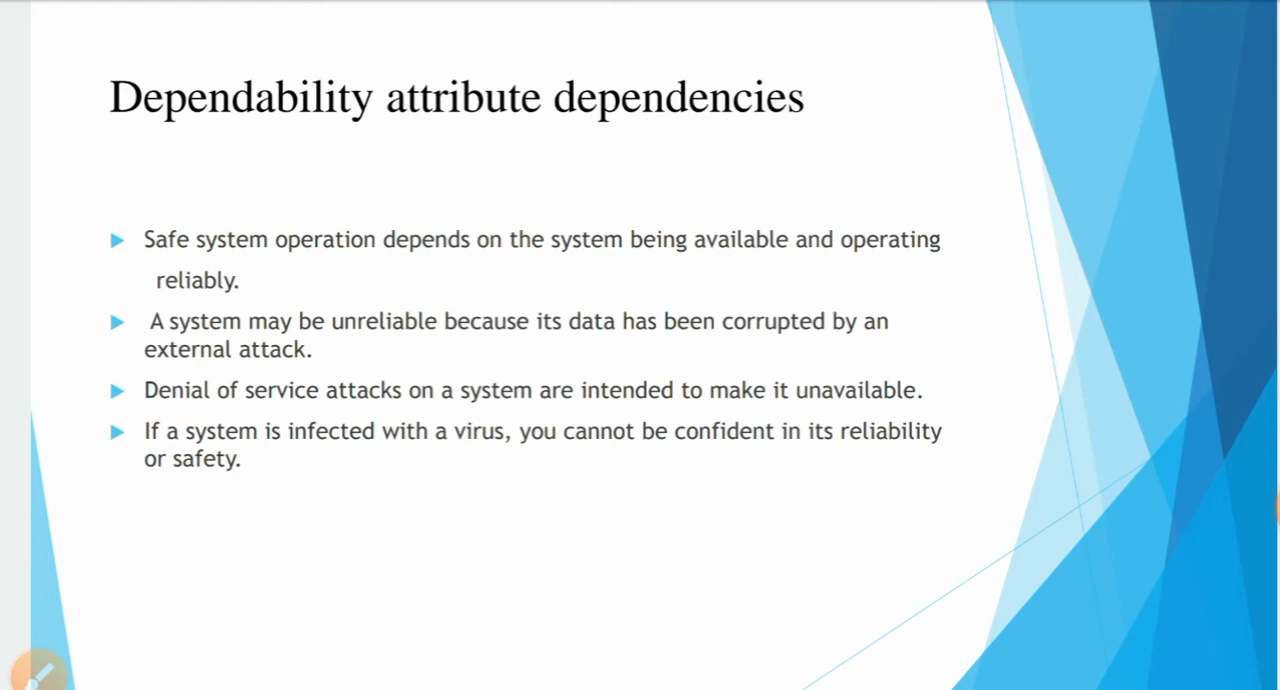 Dependability attribute dependencies
Safe system operation depends on the system being available and operating
reliably.
A system may be unreliable because its data has been corrupted by an
external attack.
Denial of service attacks on a system are intended to make it unavailable.
If a system is infected with a virus, you cannot be confident in its reliability
or safety.